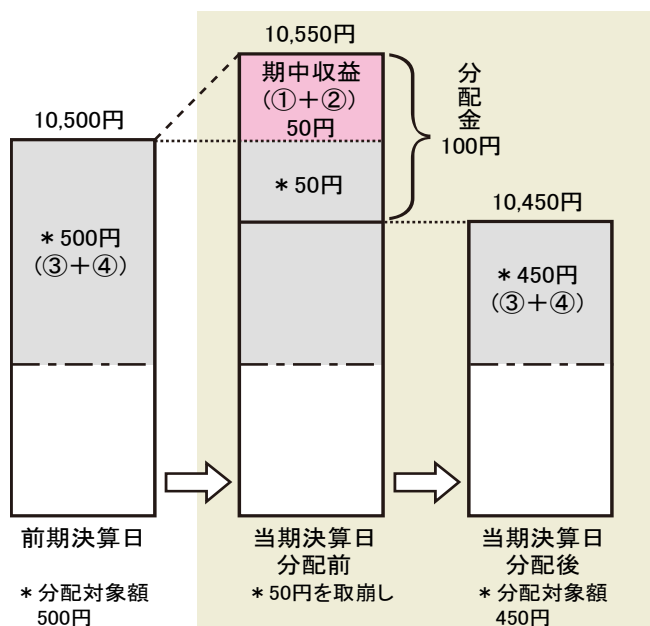 10,550円
期中収益
(①＋②)
50円
分配金
100円
10,500円
＊50円
10,450円
＊500円
(③＋④)
＊450円
(③＋④)
前期決算日
当期決算日
分配前
当期決算日
分配後
＊分配対象額
500円
＊50円を取崩し
＊分配対象額
450円